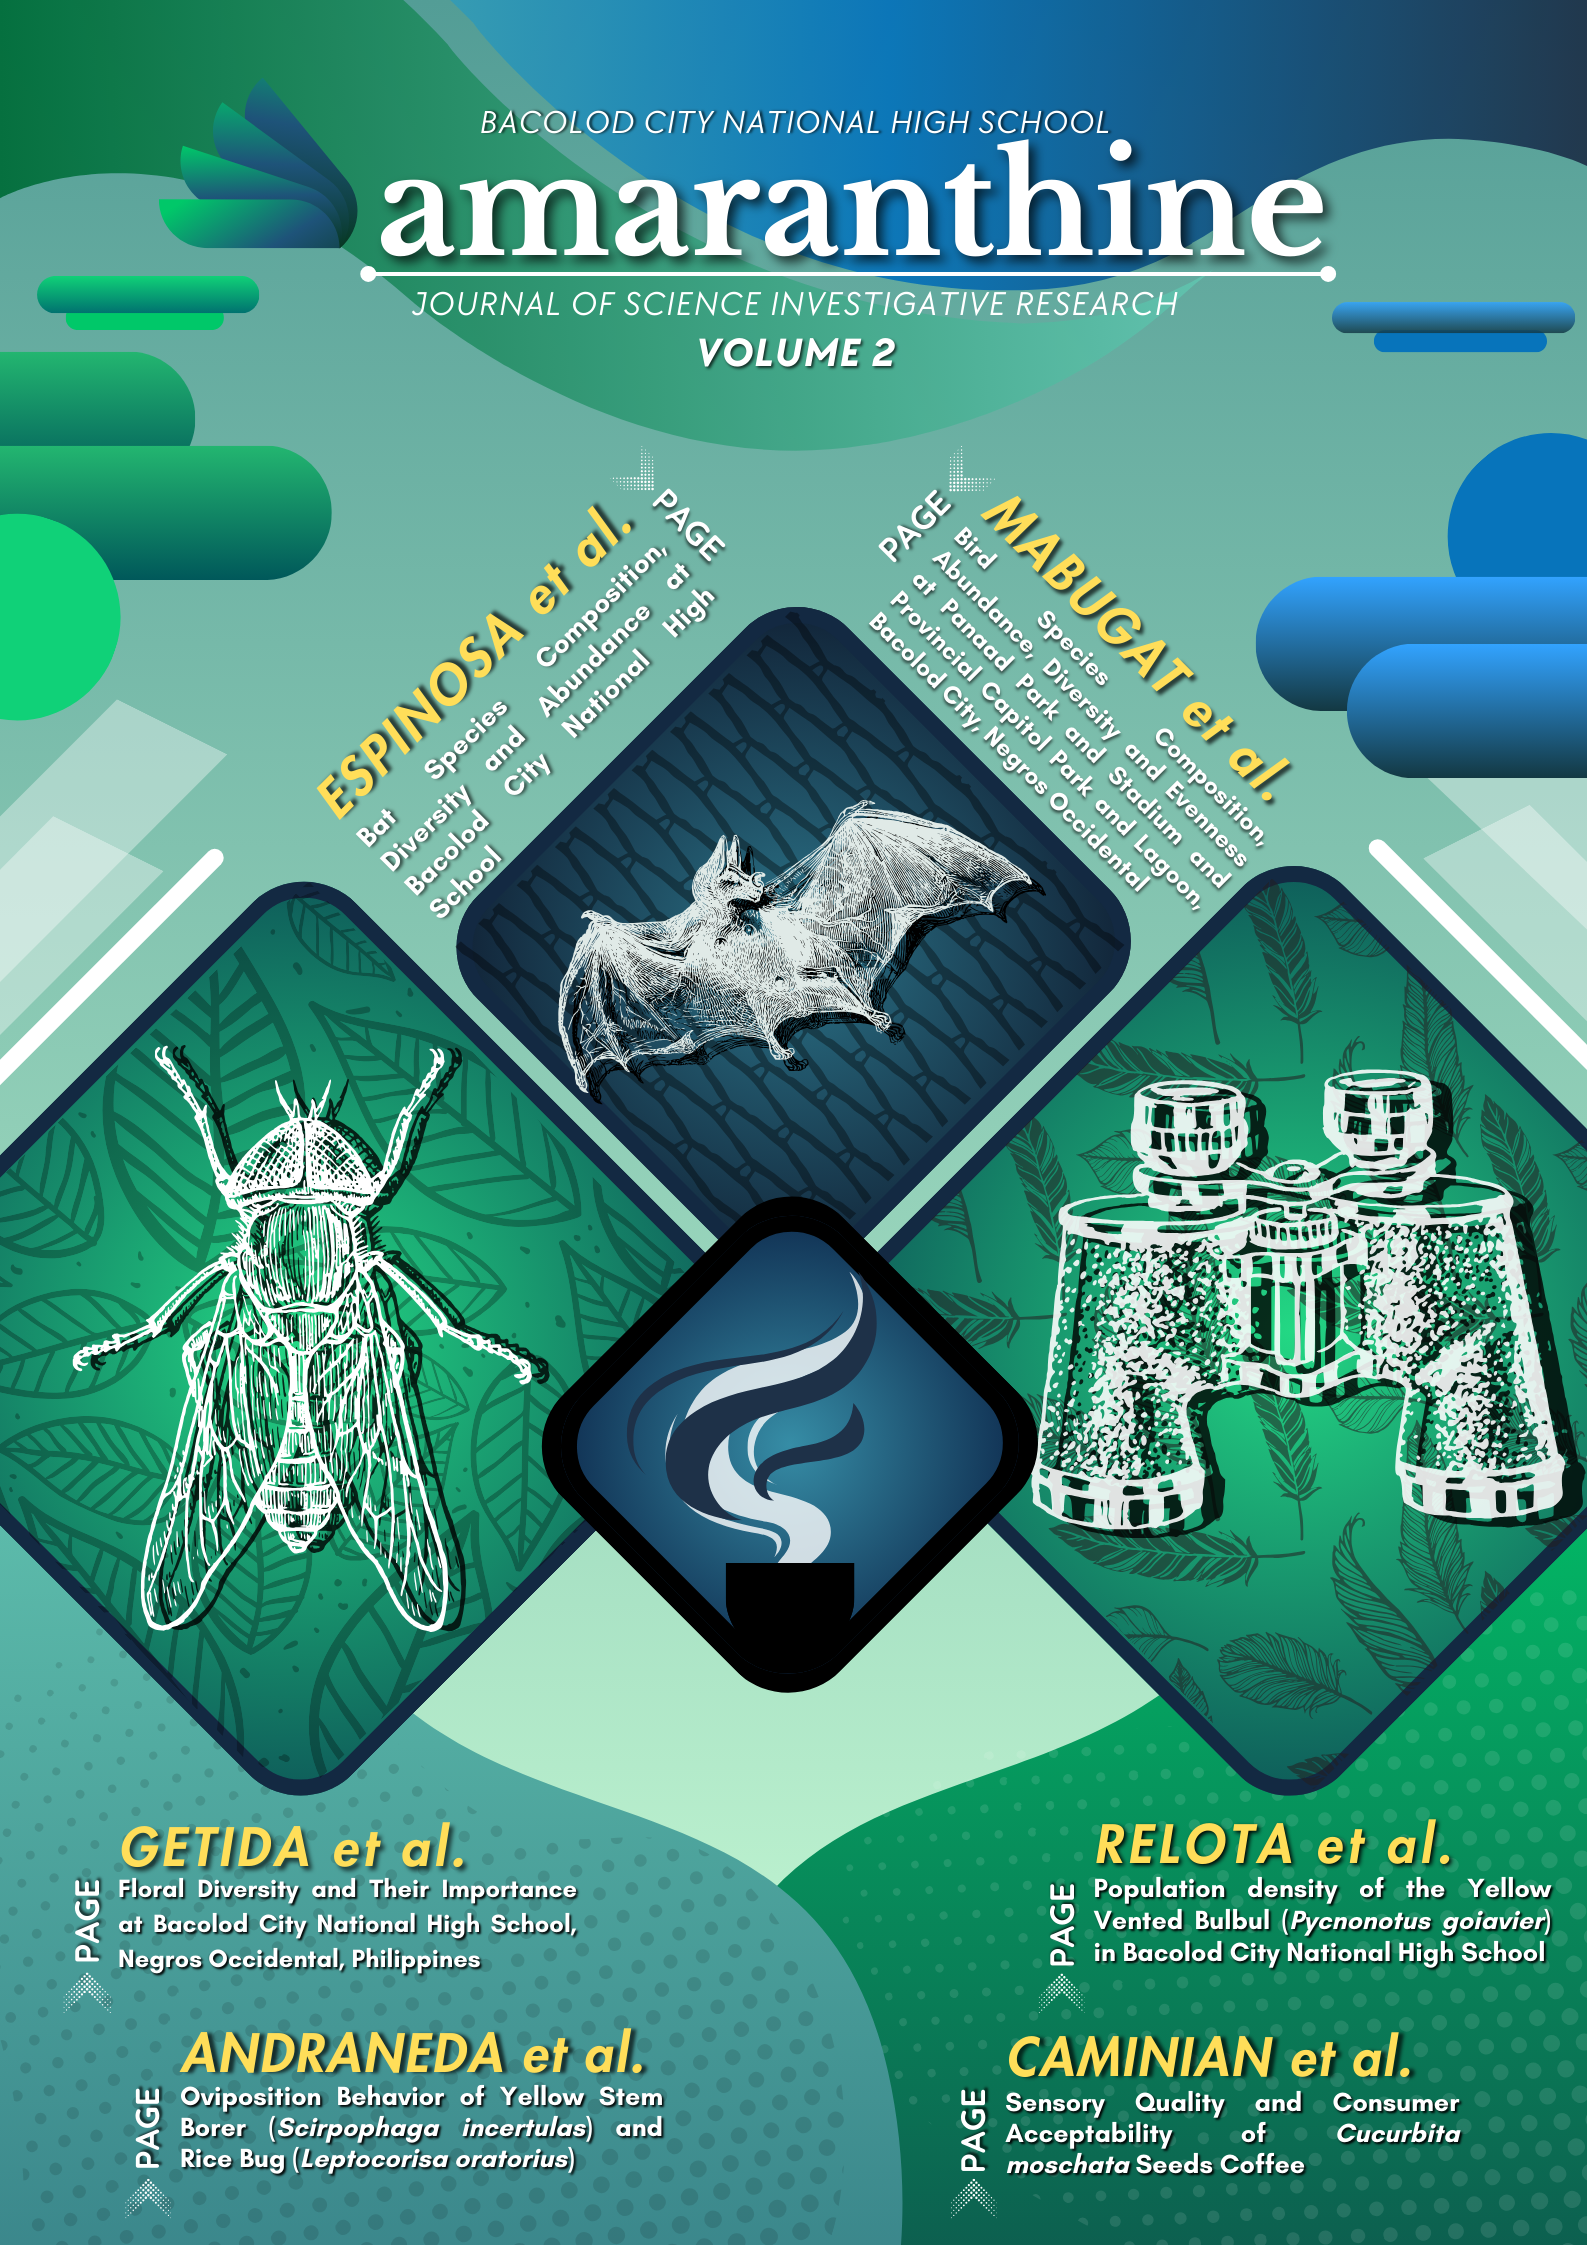 BACOLOD CITY NATIONAL HIGH SCHOOL
amaranthine
JOURNAL OF SCIENCE INVESTIGATIVE RESEARCH
VOLUME 2
ESPINOSA et al.
PAGE
Bat Species Composition,
Diversity and Abundance at
Bacolod City National High
School
MABUGAT et al.
PAGE
Bird Species Composition,
Abundance, Diversity and Evenness
at Panaad Park and Stadium and
Provincial Capitol Park and Lagoon,
Bacolod City, Negros Occidental
GETIDA et al.
PAGE
Floral Diversity and Their Importance
at Bacolod City National High School,
Negros Occidental, Philippines
RELOTA et al.
PAGE
Population density of the Yellow
Vented Bulbul (Pycnonotus goiavier)
in Bacolod City National High School
ANDRANEDA et al.
PAGE
Oviposition Behavior of Yellow Stem
Borer (Scirpophaga incertulas) and
Rice Bug (Leptocorisa oratorius)
CAMINIAN et al.
PAGE
Sensory Quality and Consumer
Acceptability of Cucurbita
moschata Seeds Coffee